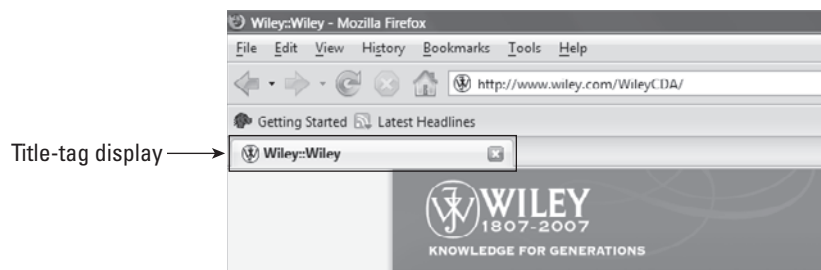 Wiley::Wiley - Mozilla Firefox
File Edit View History Bookmarks Tools Help
http://www.wiley.com/WileyCDA/
Getting Started Latest Headlines
Title-tag display
Wiley::Wiley
WILEY
1807-2007
KNOWLEDGE FOR GENERATIONS